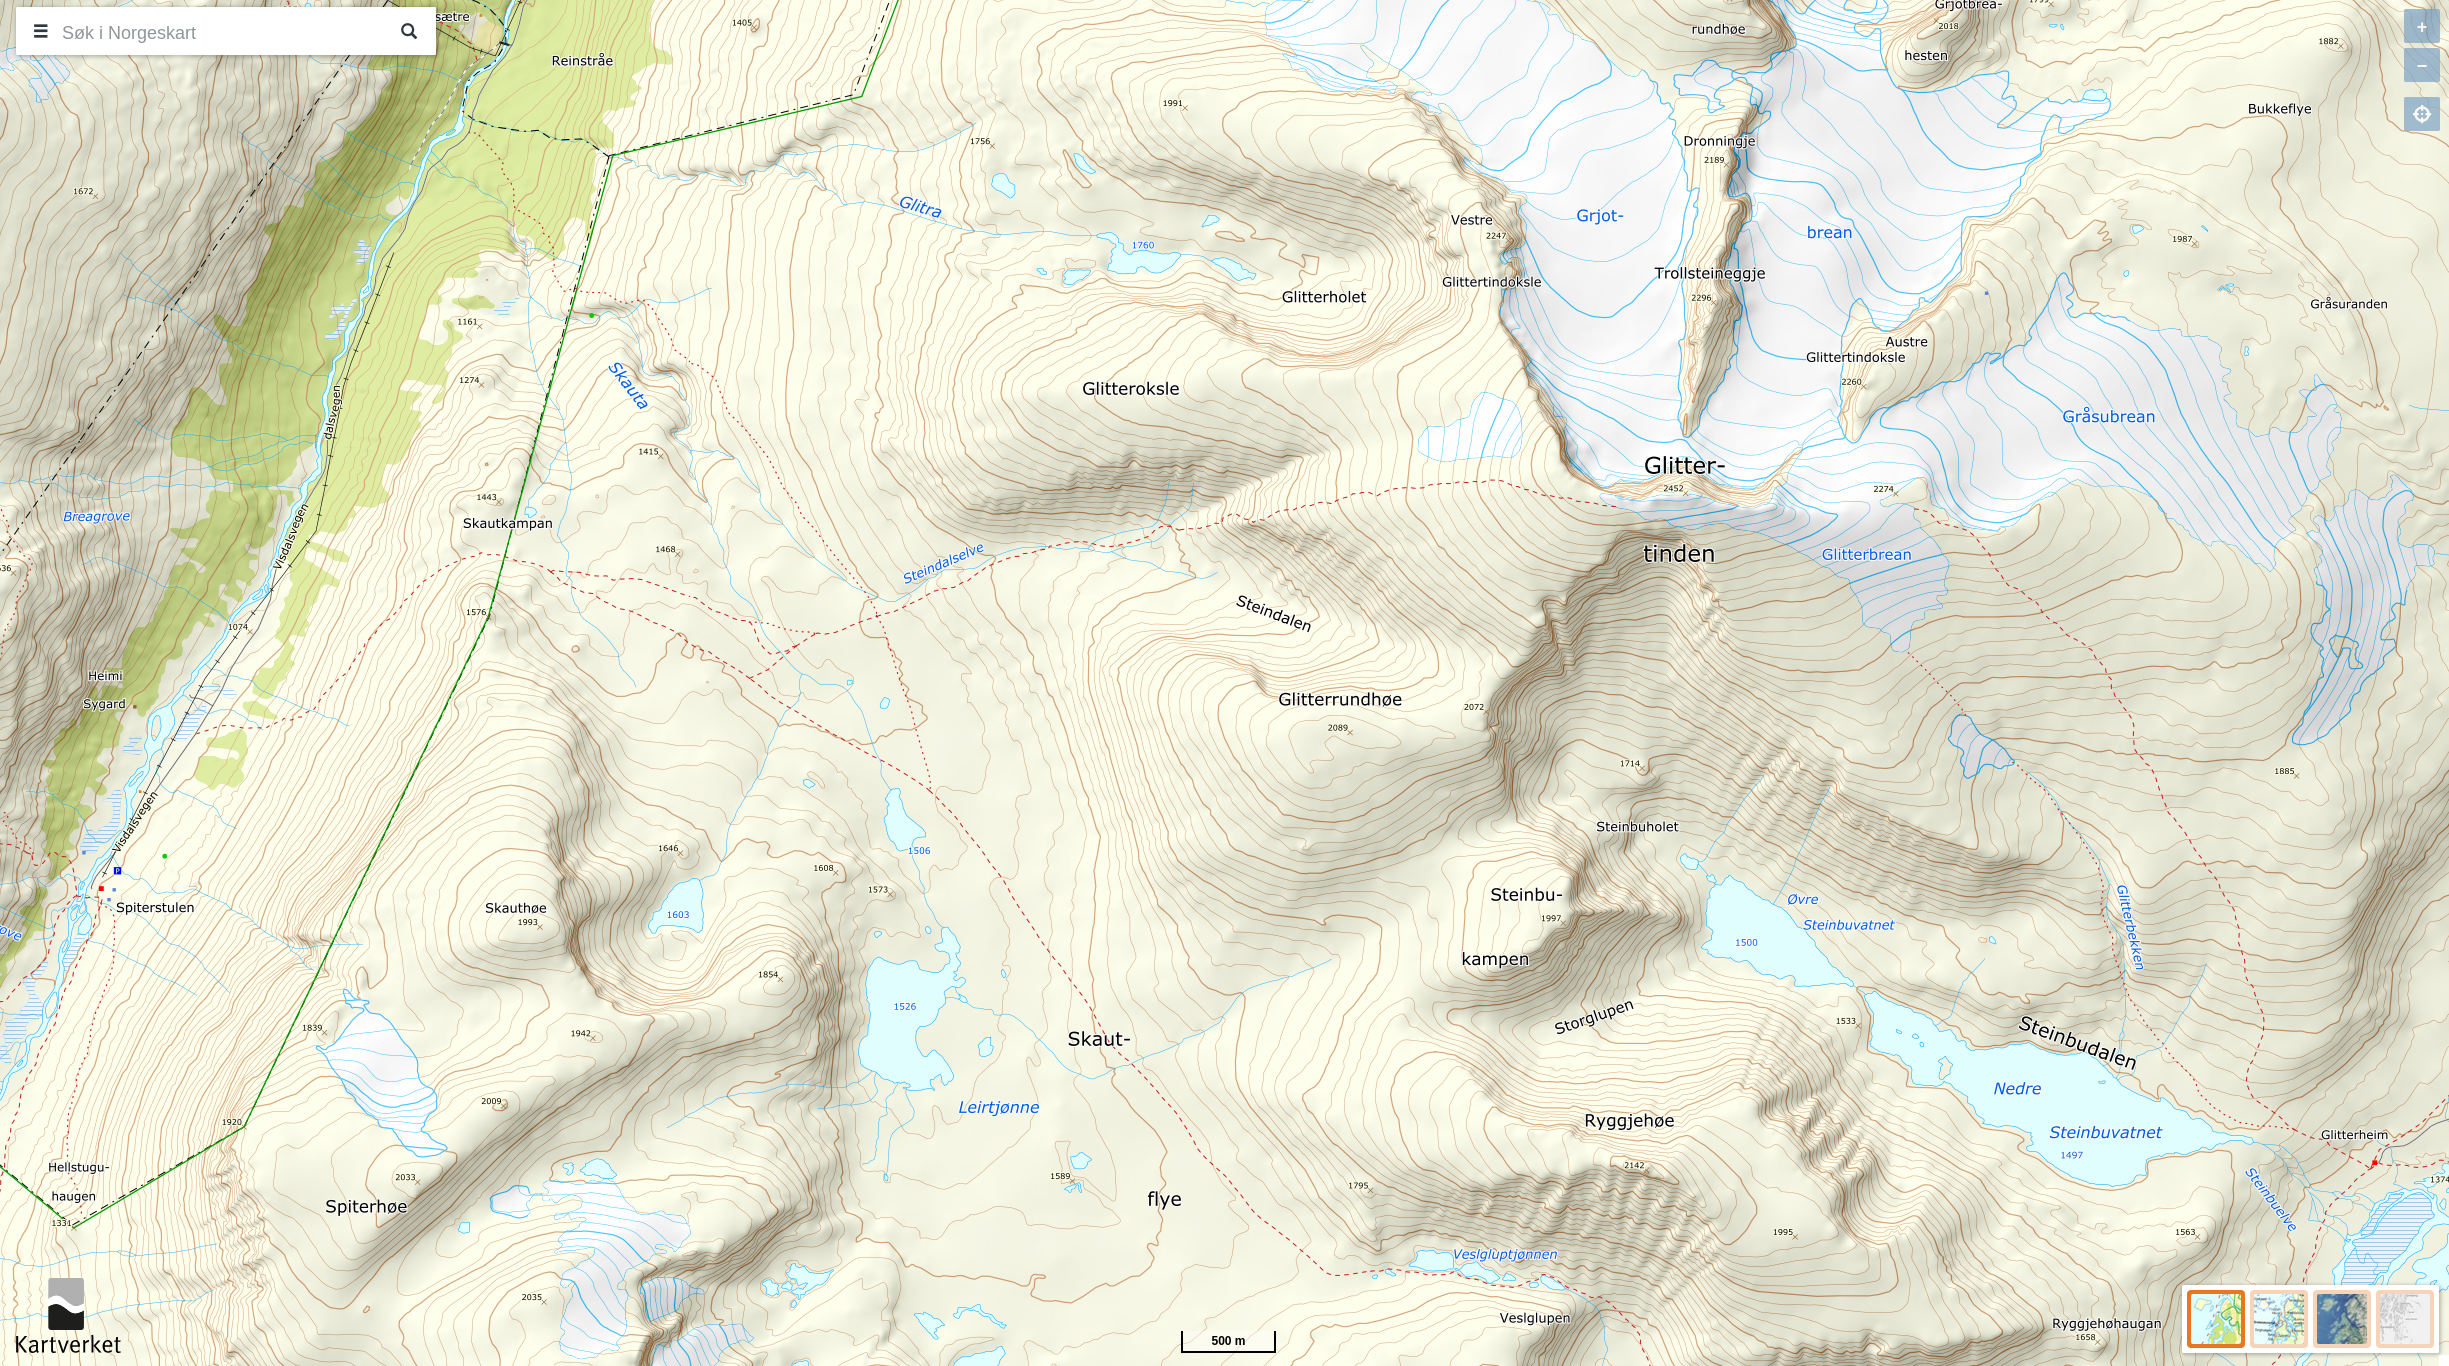 Søk i Norgeskart
sætre
Reinstråe
1405
rundhøe
Grjotbrea-
2018
hesten
1882
+
−
Bukkeflye
1991
1756
Dronningje
2189
1672
Glitra
Vestre
2247
Grjot-
brean
1760
1987
Glittertindoksle
Trollsteineggje
2296
Glitterholet
Gråsuranden
1161
Austre
Glittertindoksle
2260
Skauta
1274
Glitteroksle
dalsvegen
Gråsubrean
1415
Glitter-
2452
2274
1443
Skautkampan
Breagrove
Visdalsvegen
tinden
Glitterbrean
1468
Steindalselve
Steindalen
1576
1074
Heimi
Sygard
Glitterrundhøe
2072
2089
1714
1885
Visdalsvegen
Steinbuholet
1506
1646
1608
1573
P
Spiterstulen
Skauthøe
1993
1603
Steinbu-
1997
kampen
Øvre
Steinbuvatnet
1500
Glitterbekken
1854
1526
Storglupen
1533
Steinbudalen
1839
1942
Skaut-
Leirtjønne
Nedre
Steinbuvatnet
1497
2009
1920
Ryggjehøe
Glitterheim
Hellstugu-
haugen
2033
1589
2142
1795
1374
Spiterhøe
flye
Steinbuelve
1331
1995
1563
Veslgluptjønnen
2035
Veslglupen
Ryggjehøhaugan
1658
500 m
Kartverket